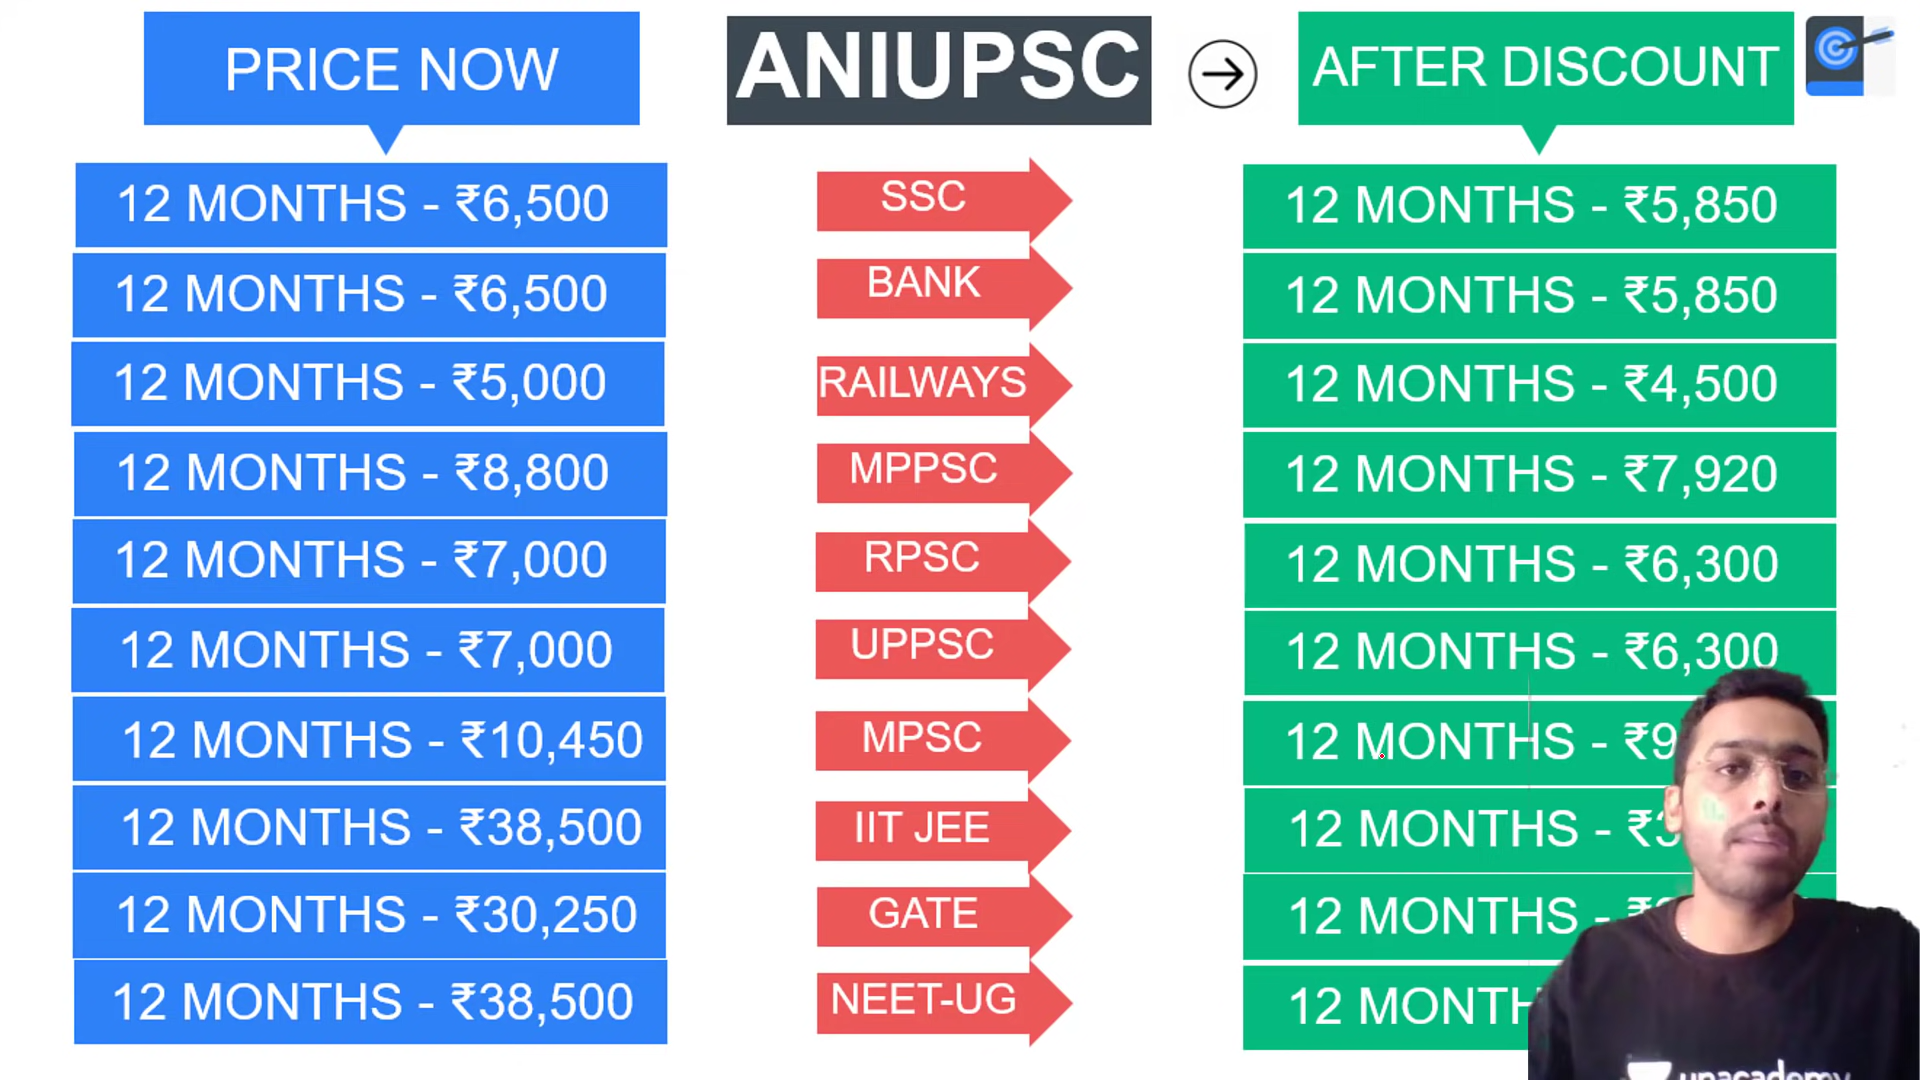 PRICE NOW
ANIUPSC
AFTER DISCOUNT
12 MONTHS - ₹6,500
SSC
12 MONTHS - ₹5,850
12 MONTHS - ₹6,500
BANK
12 MONTHS - ₹5,850
12 MONTHS - ₹5,000
RAILWAYS
12 MONTHS - ₹4,500
12 MONTHS - ₹8,800
MPPSC
12 MONTHS - ₹7,920
12 MONTHS - ₹7,000
RPSC
12 MONTHS - ₹6,300
12 MONTHS - ₹7,000
UPPSC
12 MONTHS - ₹6,300
12 MONTHS - ₹10,450
MPSC
12 MONTHS - ₹9
12 MONTHS - ₹38,500
IIT JEE
12 MONTHS - ₹3
12 MONTHS - ₹30,250
GATE
12 MONTHS -
12 MONTHS - ₹38,500
NEET-UG
12 MONTH
unacademy